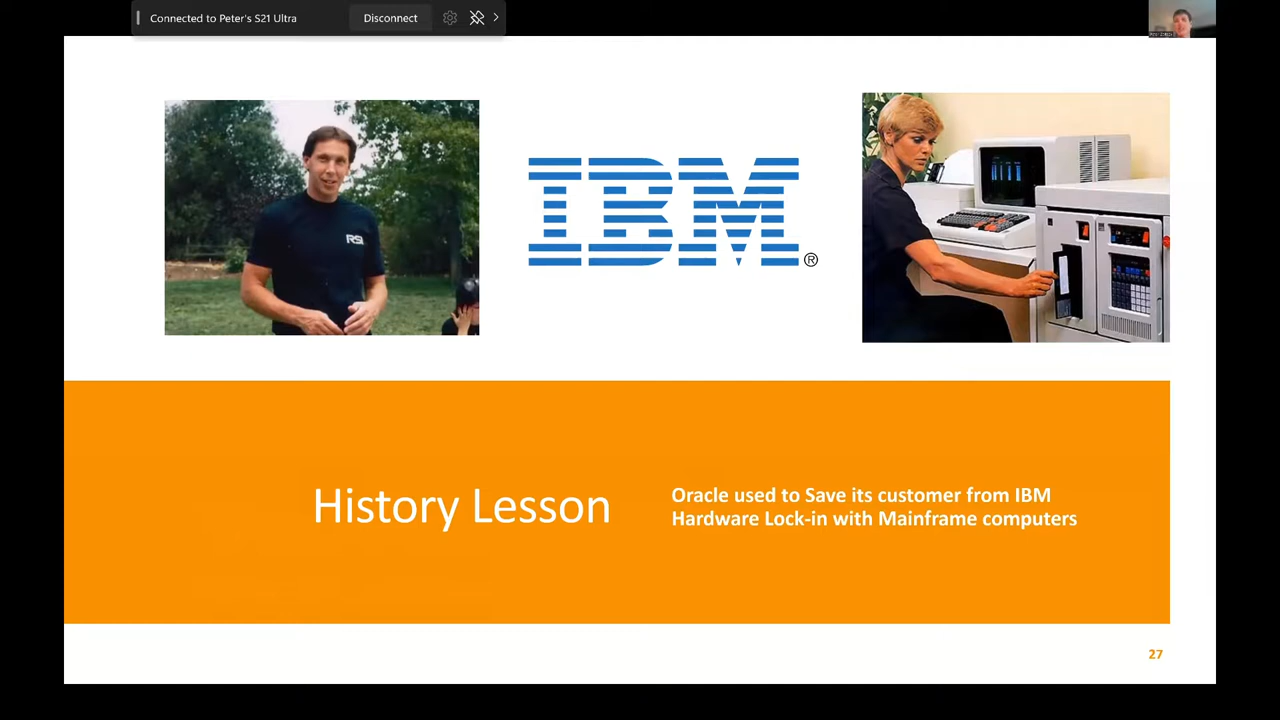 Connected to Peter's S21 Ultra
Disconnect
RSI
IBM
®
History Lesson
Oracle used to Save its customer from IBM
Hardware Lock-in with Mainframe computers
27